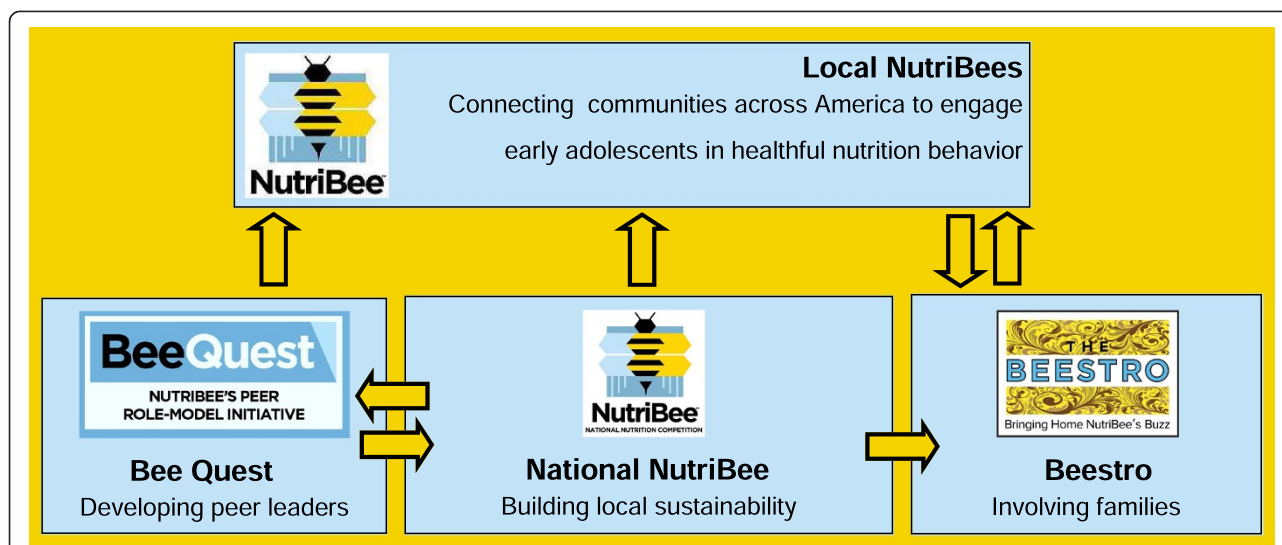 NutriBee™
Local NutriBees
Connecting communities across America to engage
early adolescents in healthful nutrition behavior
BeeQuest
NUTRIBEE'S PEER
ROLE-MODEL INITIATIVE
Bee Quest
Developing peer leaders
NutriBee™
NATIONAL NUTRITION COMPETITION
National NutriBee
Building local sustainability
THE
BEESTRO
Bringing Home NutriBee's Buzz
Beestro
Involving families